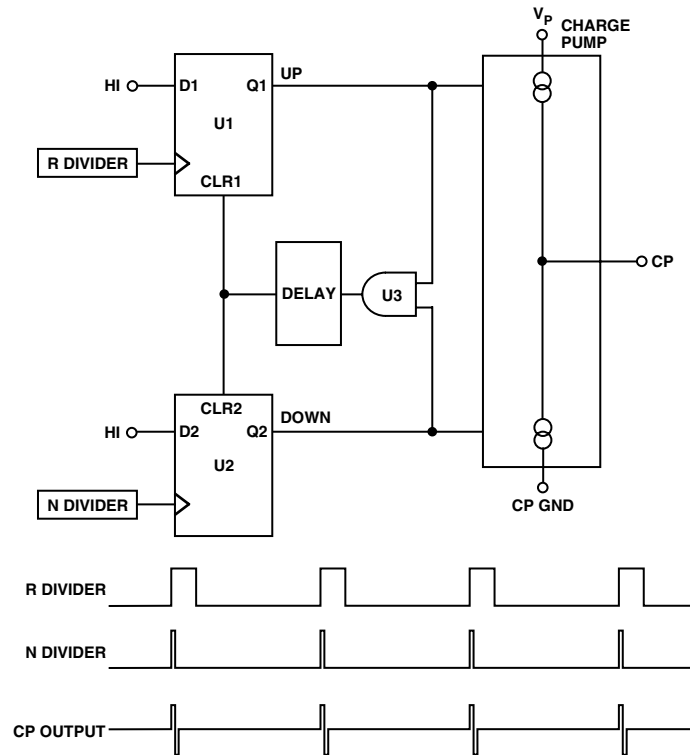 VP
CHARGE
PUMP
UP
HI
D1
Q1
U1
R DIVIDER
CLR1
DELAY
U3
CP
CLR2
DOWN
HI
D2
Q2
U2
N DIVIDER
CP GND
R DIVIDER
N DIVIDER
CP OUTPUT